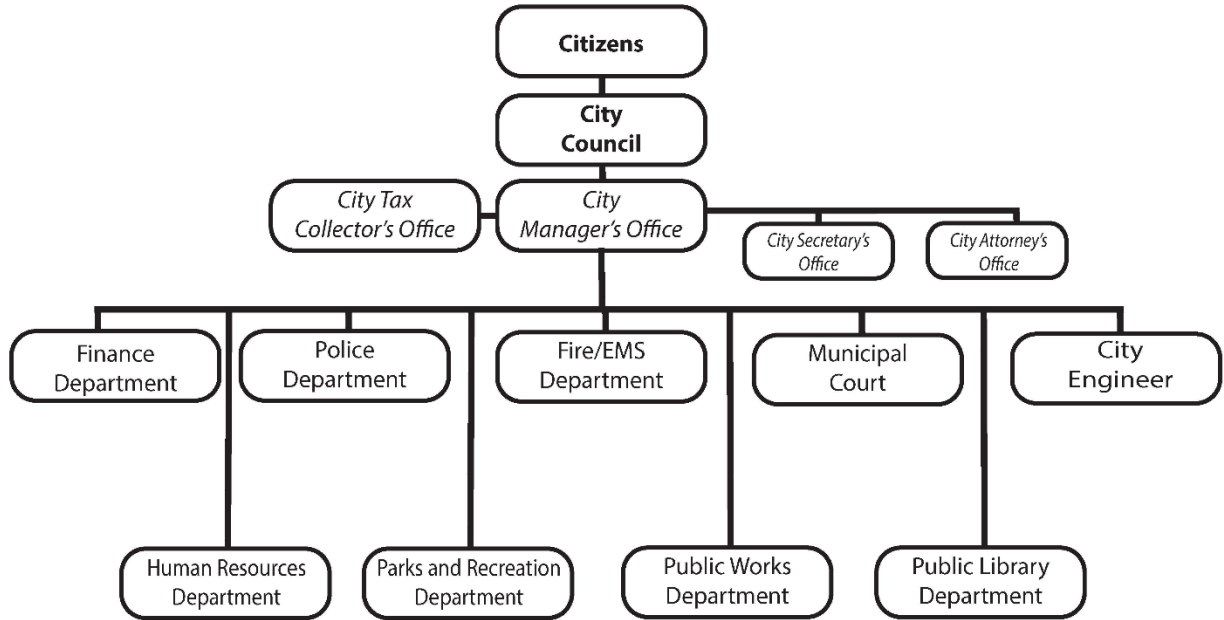 Citizens
City
Council
City Tax
Collector's Office
City
Manager's Office
City Secretary's
Office
City Attorney's
Office
Finance
Department
Police
Department
Fire/EMS
Department
Municipal
Court
City
Engineer
Human Resources
Department
Parks and Recreation
Department
Public Works
Department
Public Library
Department